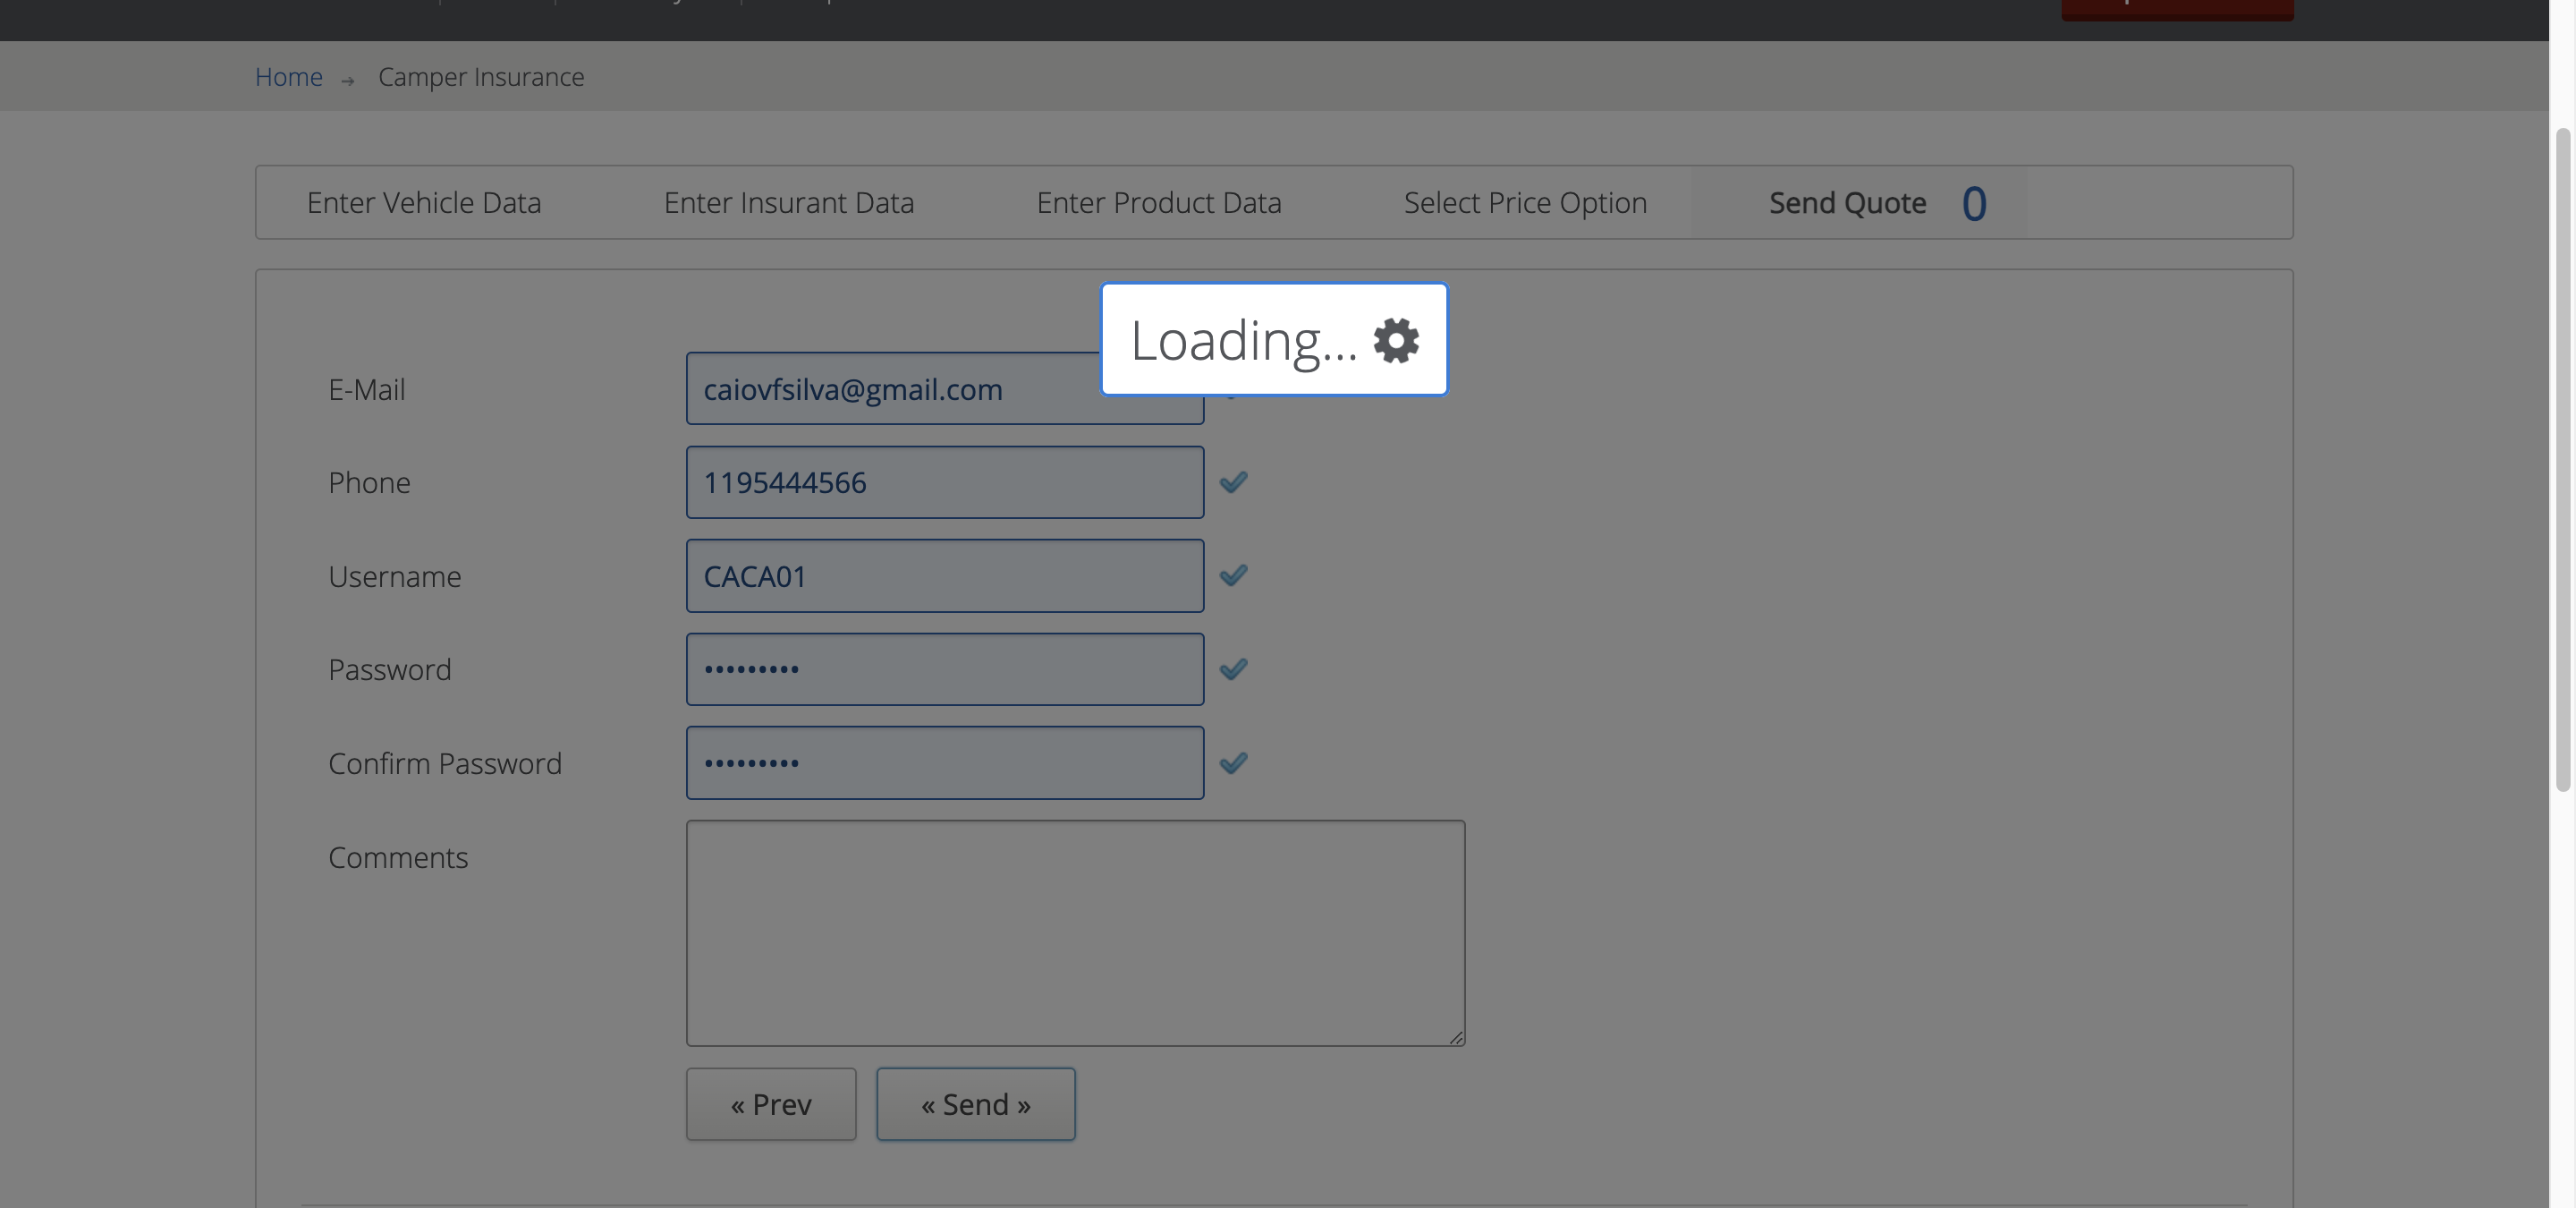 Home → Camper Insurance
Enter Vehicle Data Enter Insurant Data Enter Product Data Select Price Option Send Quote 0
Loading...
E-Mail caiovfsilva@gmail.com
Phone 1195444566
Username CACA01
Password •••••••••
Confirm Password •••••••••
Comments
« Prev « Send »